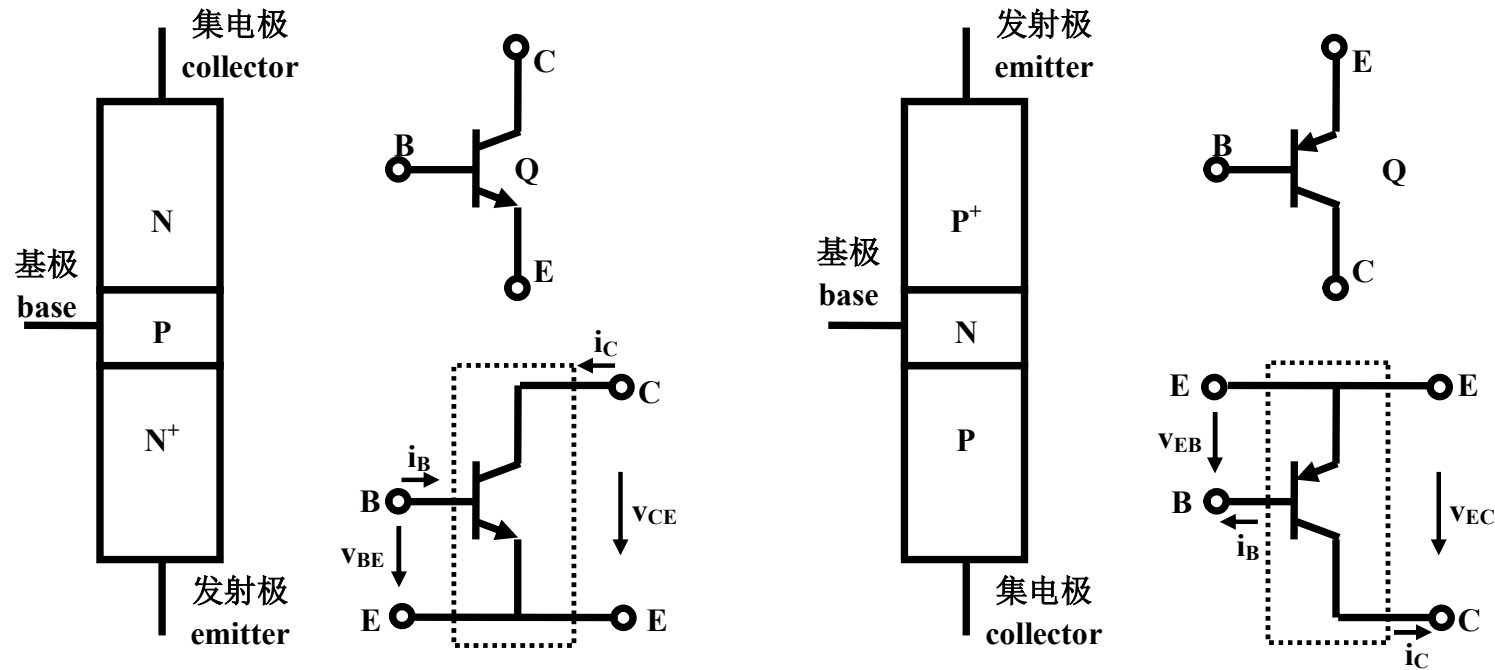 集电极
collector
C
B
Q
E
N
基极
base
P
N+
iC
C
iB
B
vCE
vBE
E
E
发射极
emitter
发射极
emitter
E
B
Q
C
P+
基极
base
N
P
E
E
vEB
B
vEC
iB
C
iC
集电极
collector